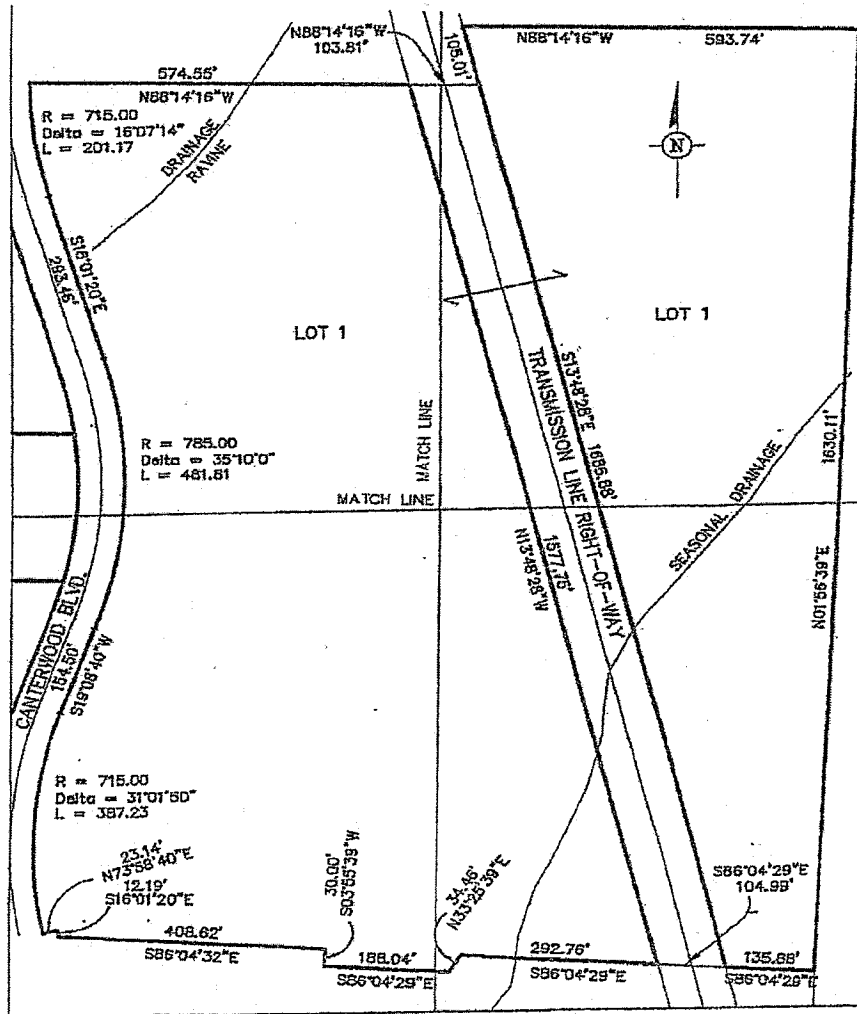 N88°14'16"W
103.81'
105.01'
N88°14'16"W 593.74'
574.55'
N88°14'16"W
R = 715.00
Delta = 16°07'14"
L = 201.17
DRAINAGE
RAVINE
N
S16°01'20"E
293.46'
LOT 1
LOT 1
TRANSMISSION LINE RIGHT-OF-WAY
S13°48'28"E 1685.88'
MATCH LINE
R = 785.00
Delta = 35°10'0"
L = 481.81
MATCH LINE
SEASONAL DRAINAGE
1630.11'
N01°56'39"E
1577.75'
N13°48'28"W
CANTERWOOD BLVD.
154.50'
S19°08'40"W
R = 715.00
Delta = 31°01'50"
L = 387.23
23.14'
N73°58'40"E
12.19'
S16°01'20"E
30.00'
S03°55'39"W
34.46'
N33°25'39"E
S86°04'29"E
104.99'
408.62'
S86°04'32"E
188.04'
S86°04'29"E
292.76'
S86°04'29"E
135.88'
S86°04'29"E